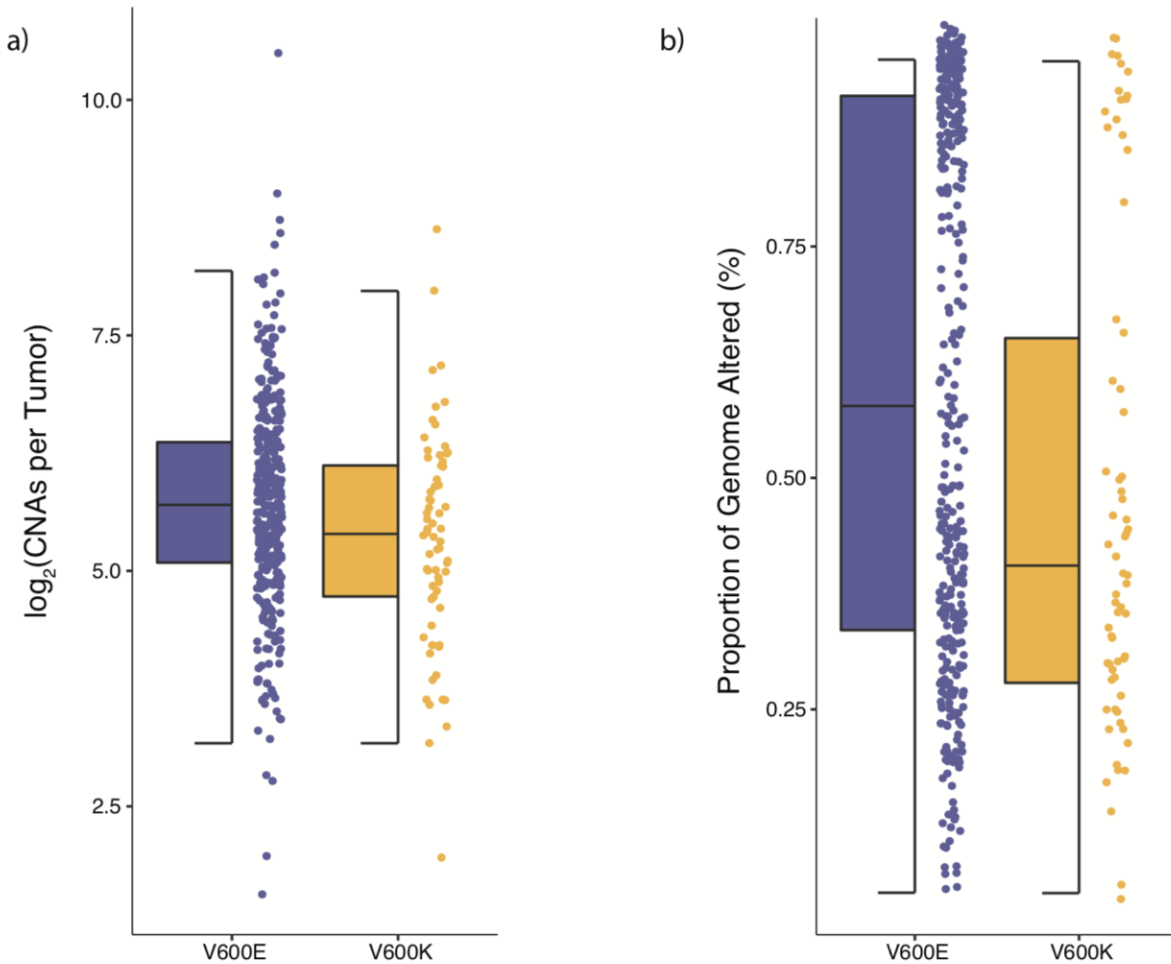 a)
log2(CNAs per Tumor)
10.0
7.5
5.0
2.5
V600E
V600K
b)
Proportion of Genome Altered (%)
0.75
0.50
0.25
V600E
V600K